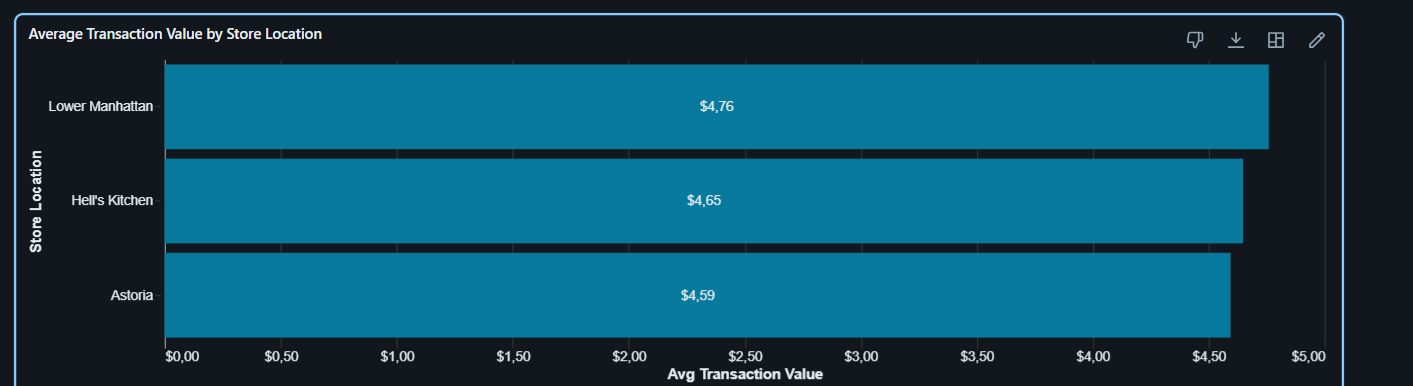 Average Transaction Value by Store Location
Store Location
Lower Manhattan
$4,76
Hell's Kitchen
$4,65
Astoria
$4,59
$0,00 $0,50 $1,00 $1,50 $2,00 $2,50 $3,00 $3,50 $4,00 $4,50 $5,00
Avg Transaction Value